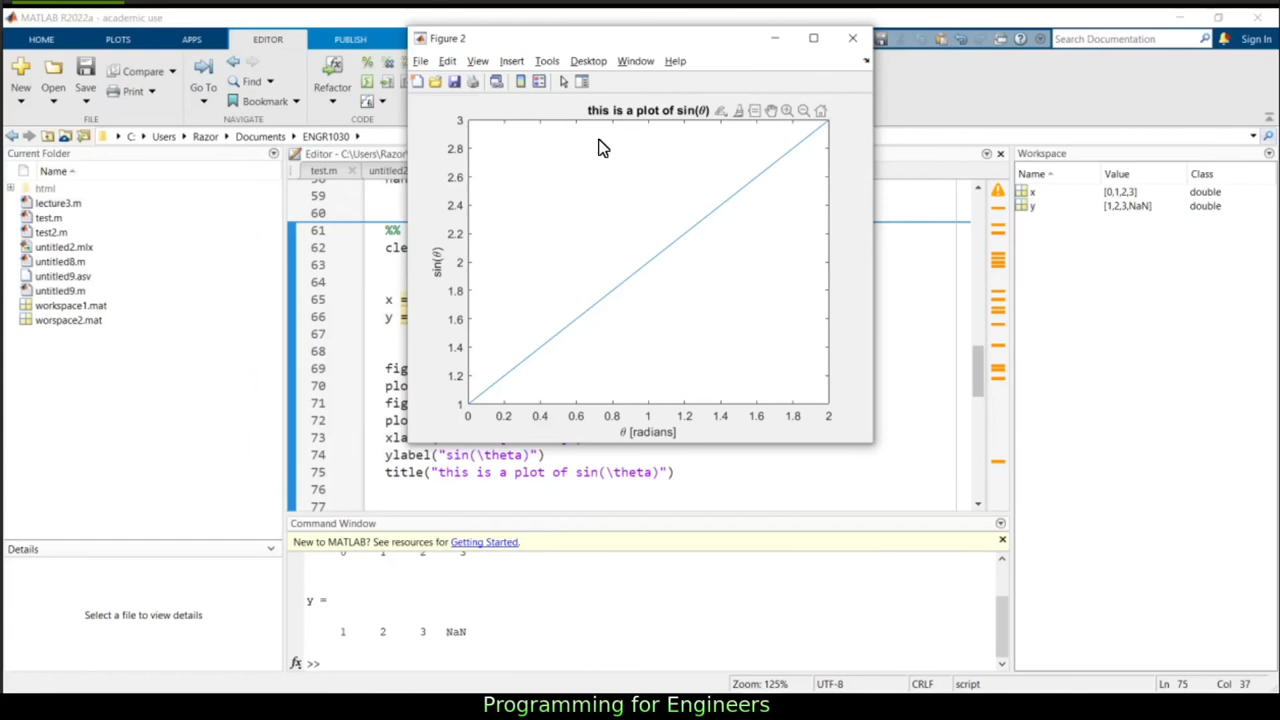 MATLAB R2022a - academic use
HOME PLOTS APPS EDITOR PUBLISH
Search Documentation Sign In
New Open Save Compare Print
Go To Find Bookmark
Refactor
FILE NAVIGATE CODE
C: Users Razor Documents ENGR1030
Current Folder
Name
html
lecture3.m
test.m
test2.m
untitled2.mlx
untitled8.m
untitled9.asv
untitled9.m
workspace1.mat
worspace2.mat
Details
Select a file to view details
Editor - C:\Users\Razor\
test.m untitled2
59
60
61 %%
62 cle
63
64
65 x =
66 y =
67
68
69 fig
70 plo
71 fig
72 plo
73 xla
74 ylabel("sin(\theta)")
75 title("this is a plot of sin(\theta)")
76
77
Figure 2
File Edit View Insert Tools Desktop Window Help
this is a plot of sin(θ)
3
2.8
2.6
2.4
2.2
2
1.8
1.6
1.4
1.2
1
sin(θ)
0 0.2 0.4 0.6 0.8 1 1.2 1.4 1.6 1.8 2
θ [radians]
Workspace
Name Value Class
x [0,1,2,3] double
y [1,2,3,NaN] double
Command Window
New to MATLAB? See resources for Getting Started.
0 1 2 3
y =
1 2 3 NaN
fx >>
Zoom: 125% UTF-8 CRLF script Ln 75 Col 37
Programming for Engineers